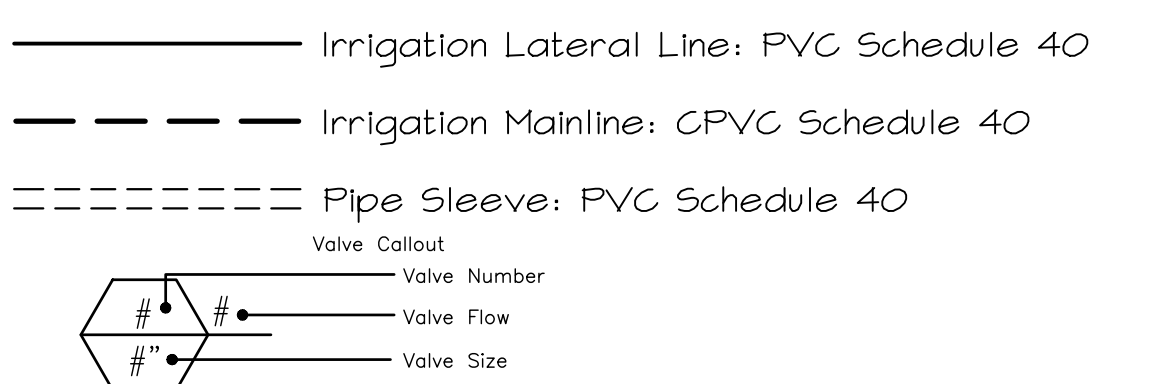 Irrigation Lateral Line: PVC Schedule 40
Irrigation Mainline: CPVC Schedule 40
Pipe Sleeve: PVC Schedule 40
Valve Callout
Valve Number
# #
Valve Flow
#”
Valve Size